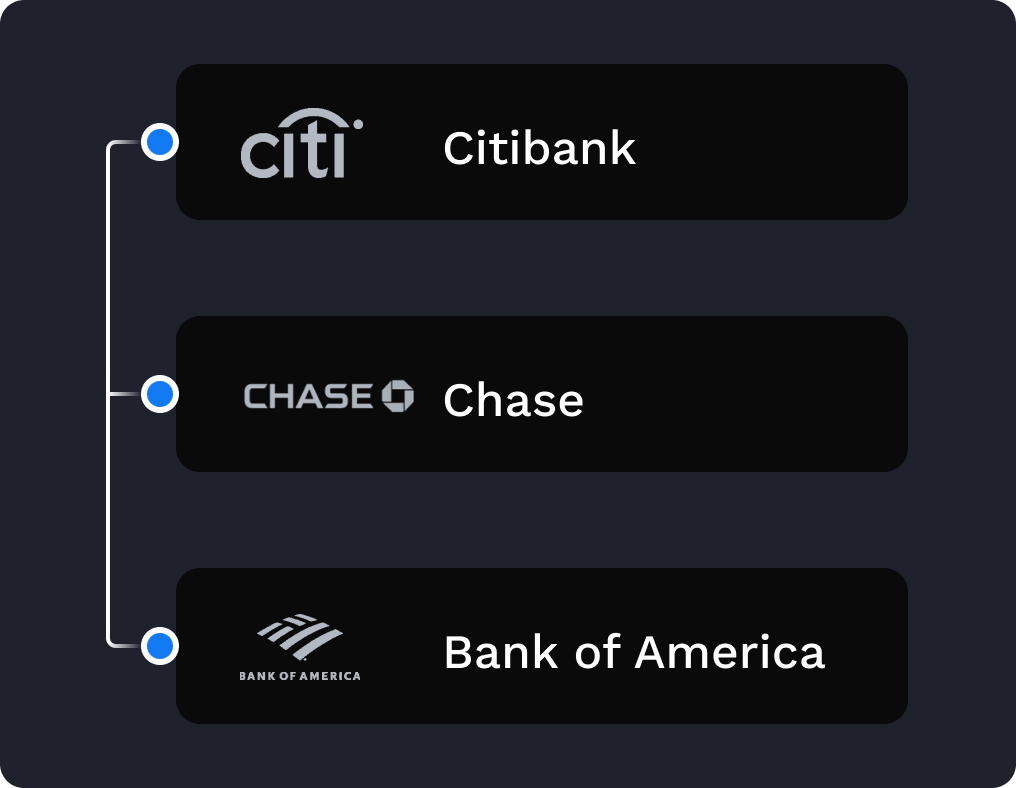 citi
Citibank
CHASE
Chase
BANK OF AMERICA
Bank of America